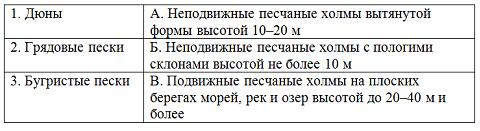 1. Дюны А. Неподвижные песчаные холмы вытянутой
формы высотой 10–20 м
2. Грядовые пески Б. Неподвижные песчаные холмы с пологими
склонами высотой не более 10 м
3. Бугристые пески В. Подвижные песчаные холмы на плоских
берегах морей, рек и озер высотой до 20–40 м и
более